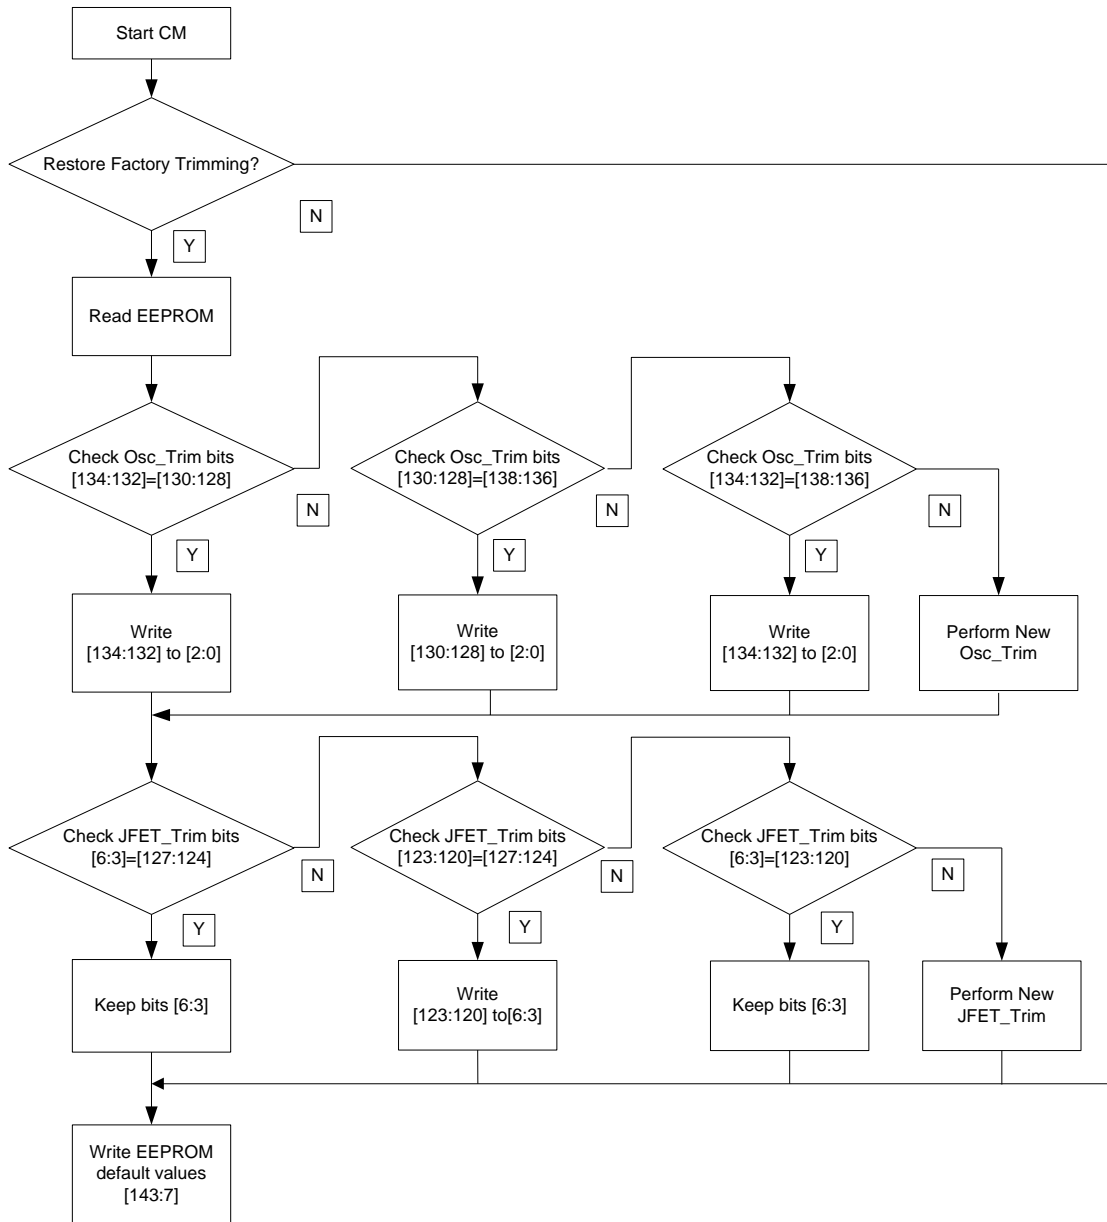 Start CM
Restore Factory Trimming?
N
Y
Read EEPROM
Check Osc_Trim bits
[134:132]=[130:128]
N
Y
Check Osc_Trim bits
[130:128]=[138:136]
N
Y
Check Osc_Trim bits
[134:132]=[138:136]
N
Y
Write
[134:132] to [2:0]
Write
[130:128] to [2:0]
Write
[134:132] to [2:0]
Perform New
Osc_Trim
Check JFET_Trim bits
[6:3]=[127:124]
N
Y
Check JFET_Trim bits
[123:120]=[127:124]
N
Y
Check JFET_Trim bits
[6:3]=[123:120]
N
Y
Keep bits [6:3]
Write
[123:120] to[6:3]
Keep bits [6:3]
Perform New
JFET_Trim
Write EEPROM
default values
[143:7]